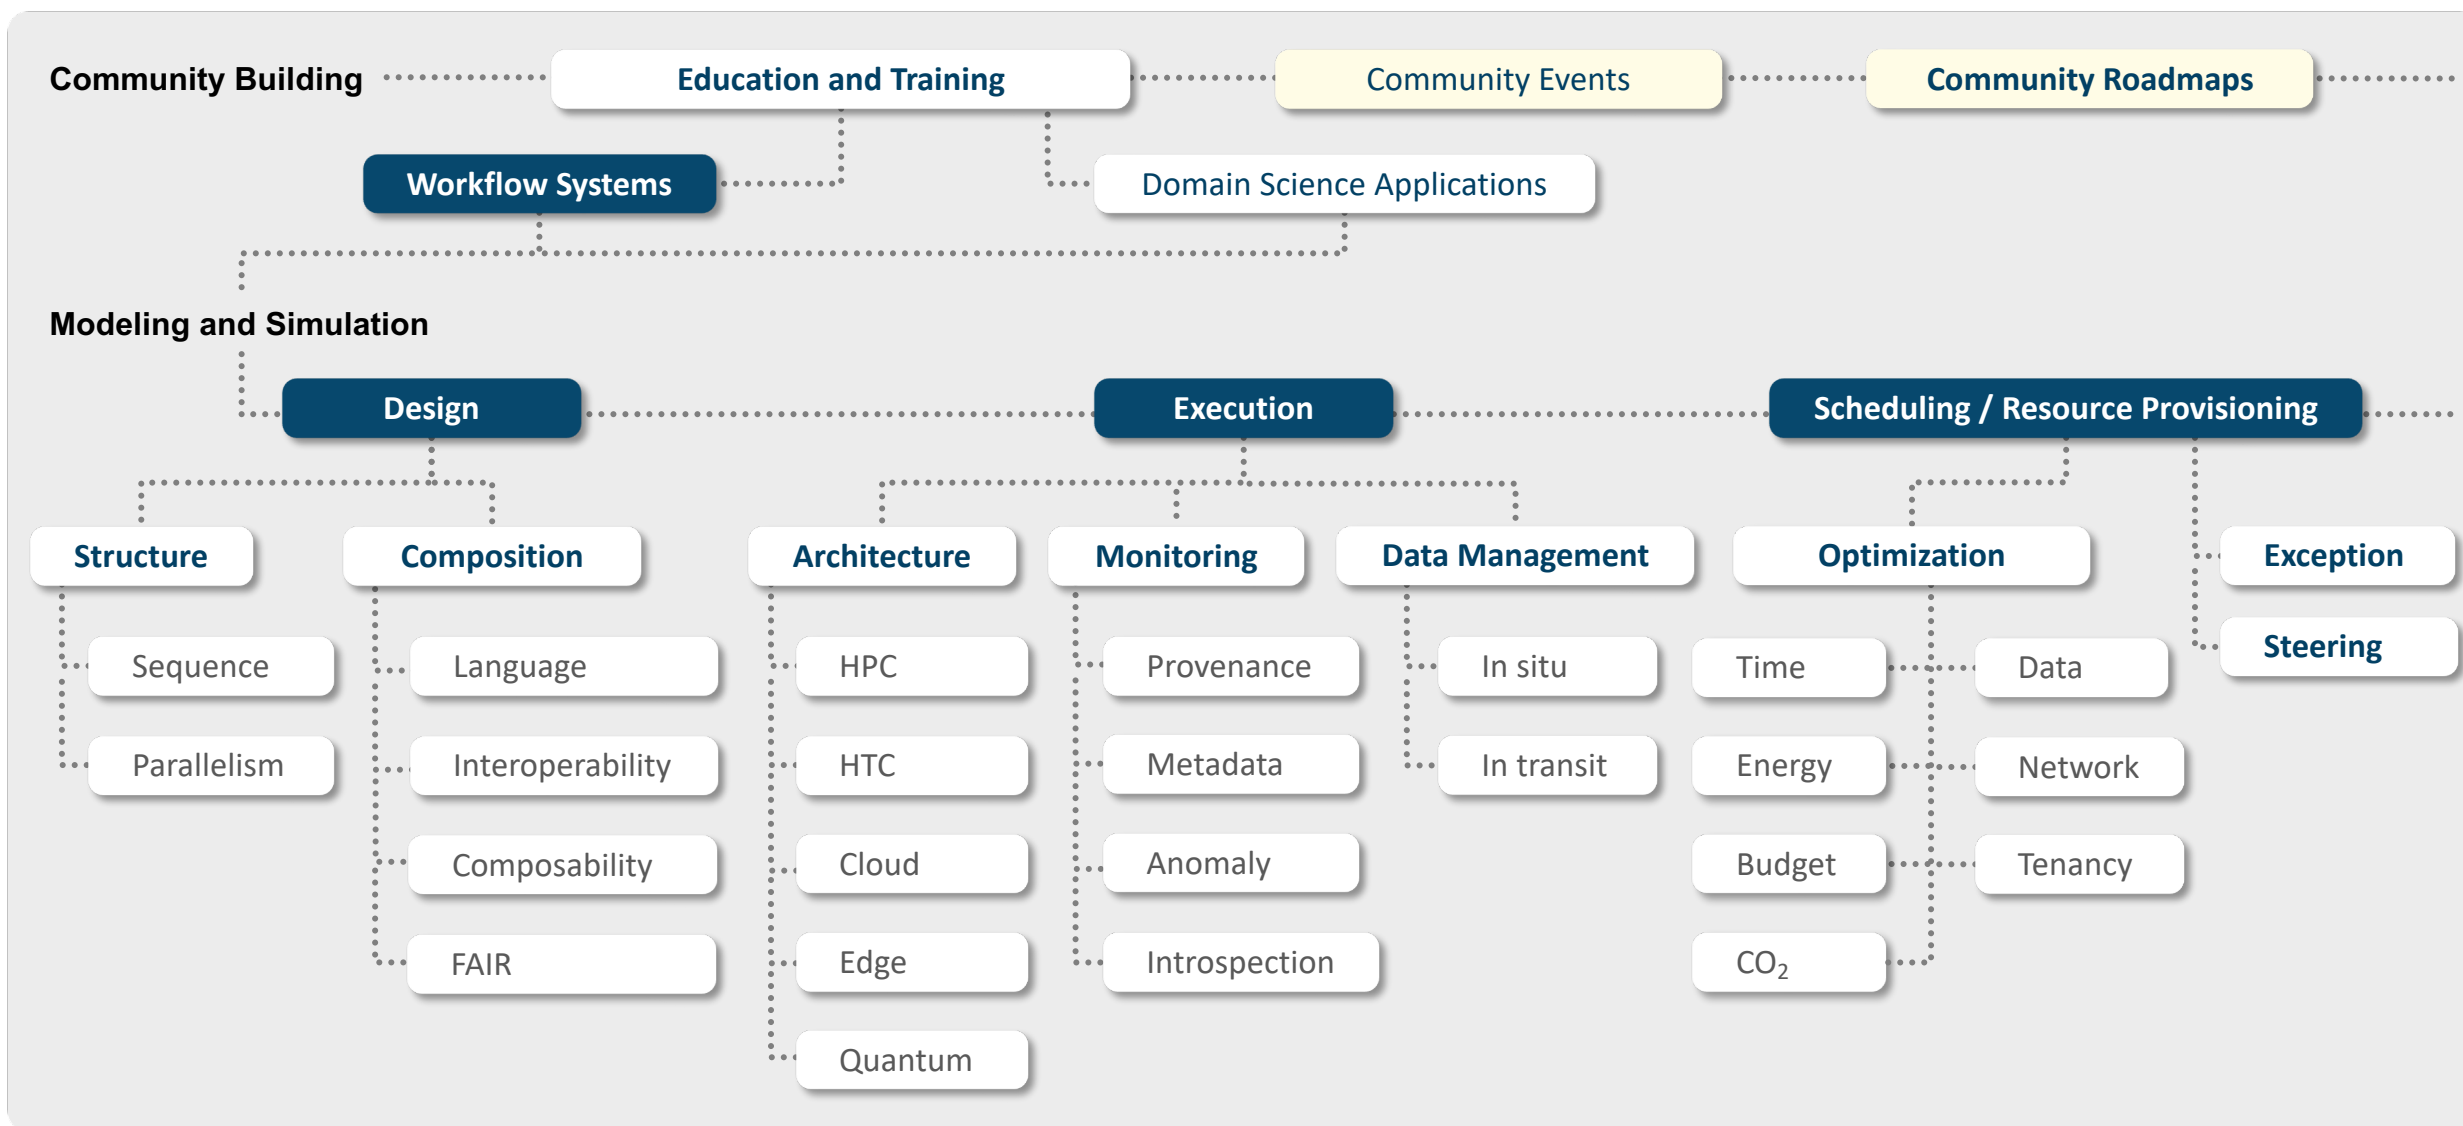 Community Building
Education and Training
Community Events
Community Roadmaps
Workflow Systems
Domain Science Applications
Modeling and Simulation
Design
Execution
Scheduling / Resource Provisioning
Structure
Composition
Architecture
Monitoring
Data Management
Optimization
Exception
Steering
Sequence
Parallelism
Language
Interoperability
Composability
FAIR
HPC
HTC
Cloud
Edge
Quantum
Provenance
Metadata
Anomaly
Introspection
In situ
In transit
Time
Data
Energy
Network
Budget
Tenancy
CO₂